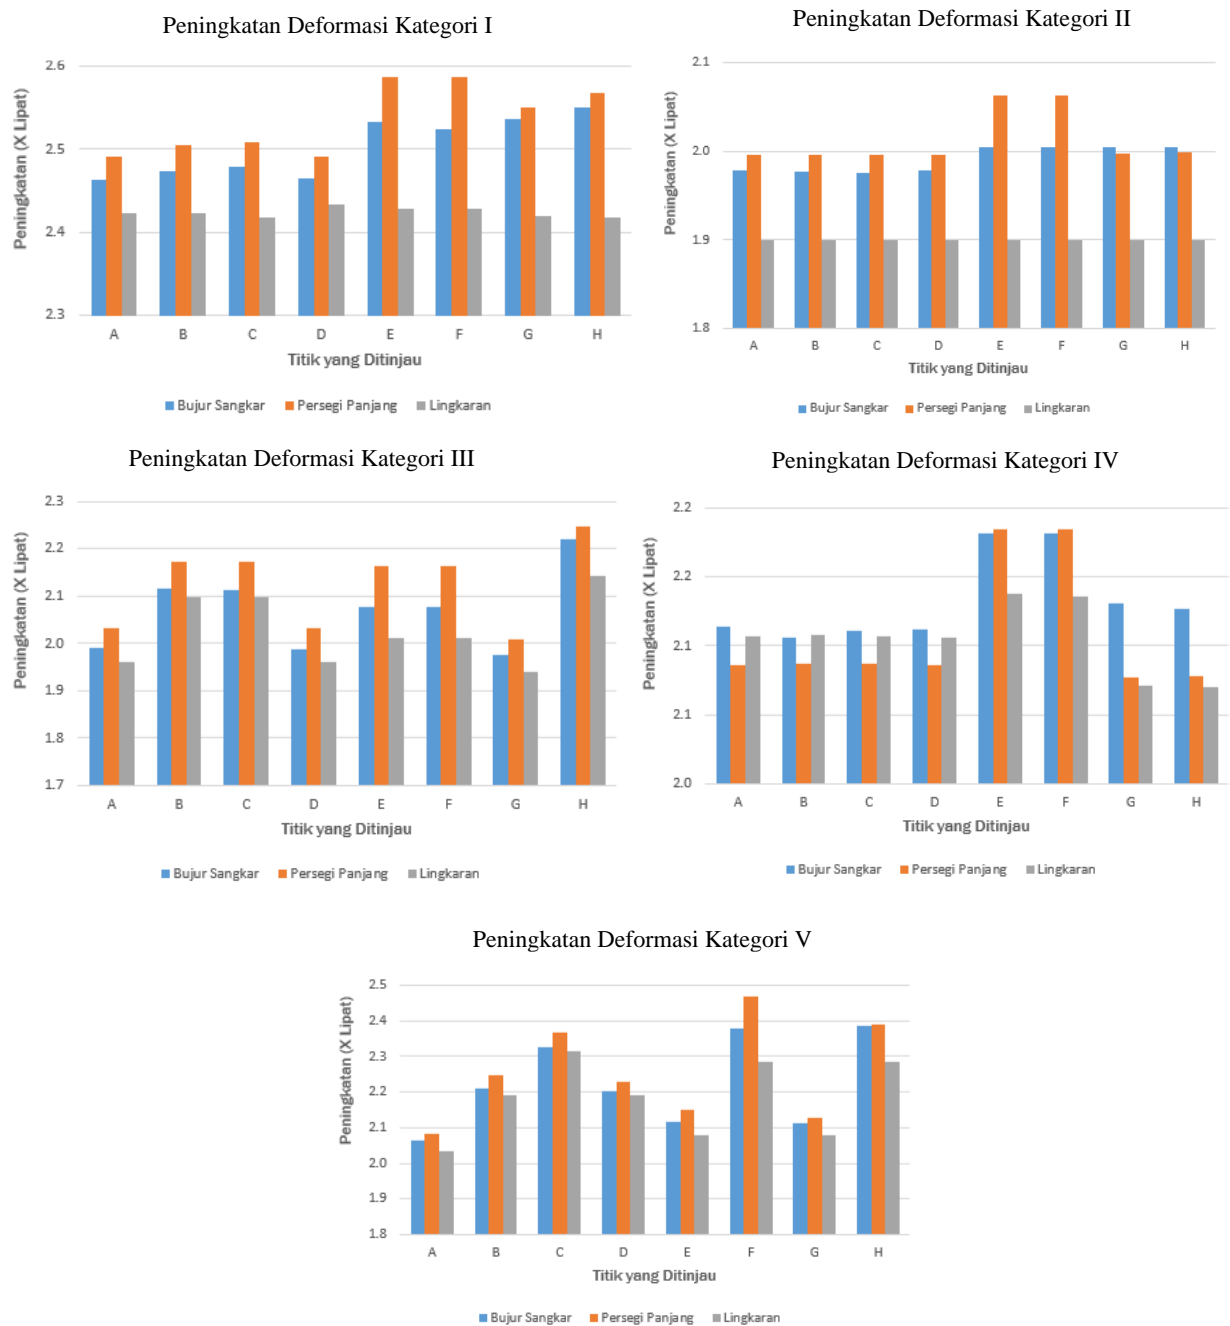 Peningkatan Deformasi Kategori I
Peningkatan (X Lipat)
2.6
2.5
2.4
2.3
A B C D E F G H
Titik yang Ditinjau
Bujur Sangkar Persegi Panjang Lingkaran
Peningkatan Deformasi Kategori II
Peningkatan (X Lipat)
2.1
2.0
1.9
1.8
A B C D E F G H
Titik yang Ditinjau
Bujur Sangkar Persegi Panjang Lingkaran
Peningkatan Deformasi Kategori III
Peningkatan (X Lipat)
2.3
2.2
2.1
2.0
1.9
1.8
1.7
A B C D E F G H
Titik yang Ditinjau
Bujur Sangkar Persegi Panjang Lingkaran
Peningkatan Deformasi Kategori IV
Peningkatan (X Lipat)
2.2
2.2
2.1
2.1
2.0
A B C D E F G H
Titik yang Ditinjau
Bujur Sangkar Persegi Panjang Lingkaran
Peningkatan Deformasi Kategori V
Peningkatan (X Lipat)
2.5
2.4
2.3
2.2
2.1
2.0
1.9
1.8
A B C D E F G H
Titik yang Ditinjau
Bujur Sangkar Persegi Panjang Lingkaran